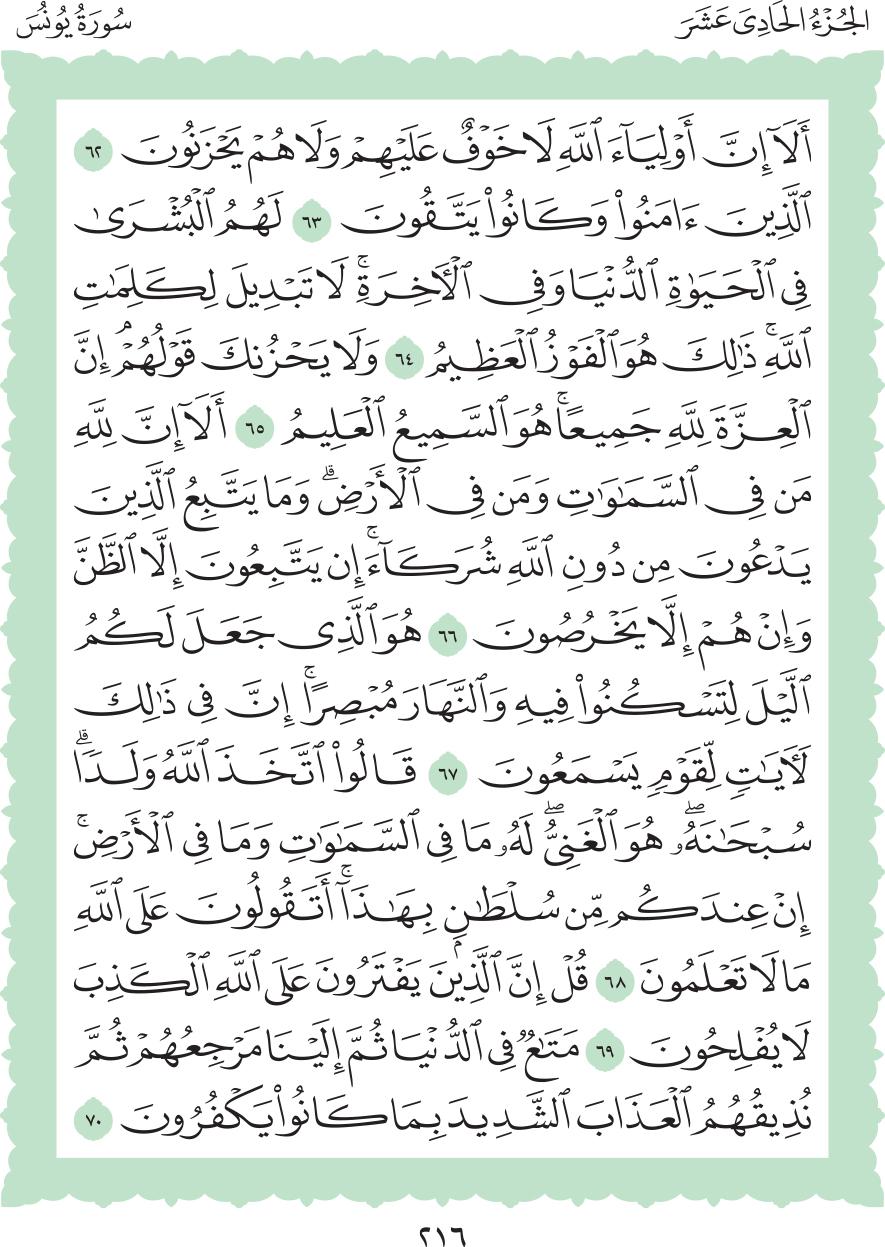 الجُزْءُ الحَادِى عَشَرَ
سُورَةُ يُونُسَ
أَلَآ إِنَّ أَوْلِيَآءَ ٱللَّهِ لَا خَوْفٌ عَلَيْهِمْ وَلَا هُمْ يَحْزَنُونَ ٦٢
ٱلَّذِينَ ءَامَنُوا۟ وَكَانُوا۟ يَتَّقُونَ ٦٣ لَهُمُ ٱلْبُشْرَىٰ
فِى ٱلْحَيَوٰةِ ٱلدُّنْيَا وَفِى ٱلْأَخِرَةِ ۚ لَا تَبْدِيلَ لِكَلِمَٰتِ
ٱللَّهِ ۚ ذَٰلِكَ هُوَ ٱلْفَوْزُ ٱلْعَظِيمُ ٦٤ وَلَا يَحْزُنكَ قَوْلُهُمْ ۘ إِنَّ
ٱلْعِزَّةَ لِلَّهِ جَمِيعًا ۚ هُوَ ٱلسَّمِيعُ ٱلْعَلِيمُ ٦٥ أَلَآ إِنَّ لِلَّهِ
مَن فِى ٱلسَّمَٰوَٰتِ وَمَن فِى ٱلْأَرْضِ ۗ وَمَا يَتَّبِعُ ٱلَّذِينَ
يَدْعُونَ مِن دُونِ ٱللَّهِ شُرَكَآءَ ۚ إِن يَتَّبِعُونَ إِلَّا ٱلظَّنَّ
وَإِنْ هُمْ إِلَّا يَخْرُصُونَ ٦٦ هُوَ ٱلَّذِى جَعَلَ لَكُمُ
ٱلَّيْلَ لِتَسْكُنُوا۟ فِيهِ وَٱلنَّهَارَ مُبْصِرًا ۚ إِنَّ فِى ذَٰلِكَ
لَأَيَٰتٍ لِّقَوْمٍ يَسْمَعُونَ ٦٧ قَالُوا۟ ٱتَّخَذَ ٱللَّهُ وَلَدًا ۗ
سُبْحَٰنَهُۥ ۖ هُوَ ٱلْغَنِىُّ ۖ لَهُۥ مَا فِى ٱلسَّمَٰوَٰتِ وَمَا فِى ٱلْأَرْضِ ۚ
إِنْ عِندَكُم مِّن سُلْطَٰنٍۭ بِهَٰذَآ ۚ أَتَقُولُونَ عَلَى ٱللَّهِ
مَا لَا تَعْلَمُونَ ٦٨ قُلْ إِنَّ ٱلَّذِينَ يَفْتَرُونَ عَلَى ٱللَّهِ ٱلْكَذِبَ
لَا يُفْلِحُونَ ٦٩ مَتَٰعٌ فِى ٱلدُّنْيَا ثُمَّ إِلَيْنَا مَرْجِعُهُمْ ثُمَّ
نُذِيقُهُمُ ٱلْعَذَابَ ٱلشَّدِيدَ بِمَا كَانُوا۟ يَكْفُرُونَ ٧٠
٢١٦